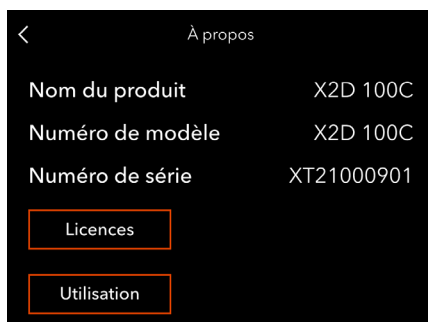 À propos
Nom du produit X2D 100C
Numéro de modèle X2D 100C
Numéro de série XT21000901
Licences
Utilisation